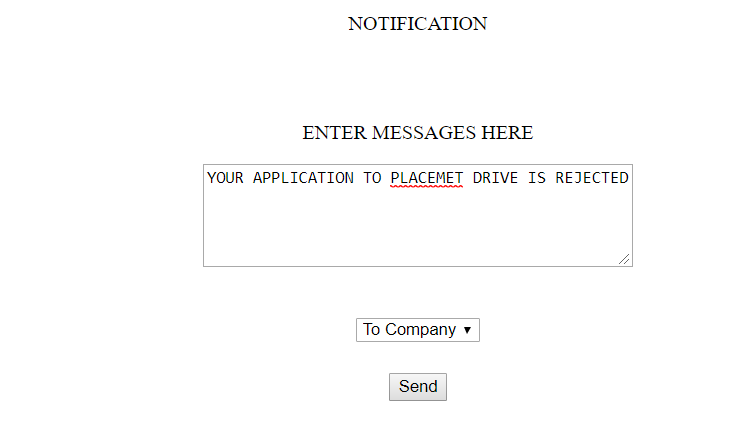 NOTIFICATION
ENTER MESSAGES HERE
YOUR APPLICATION TO PLACEMET DRIVE IS REJECTED
To Company ▼
Send